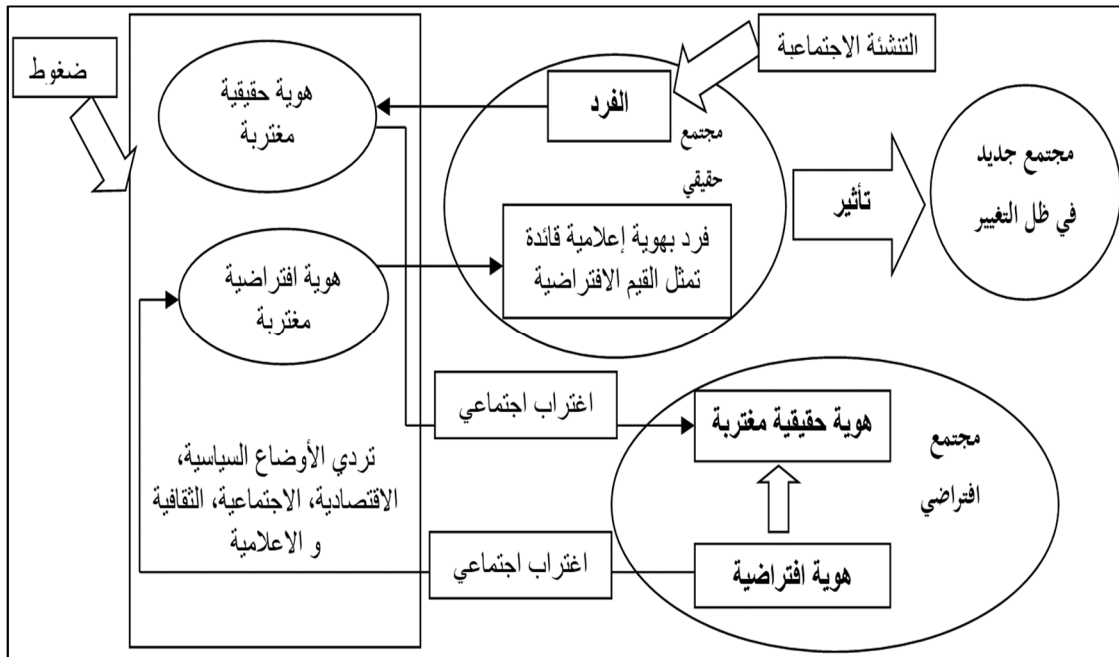 التنشئة الاجتماعية
ضغوط
هوية حقيقية
مغتربة
الفرد
مجتمع
حقيقي
مجتمع جديد
في ظل التغيير
تأثير
فرد بهوية إعلامية قائدة
تمثل القيم الافتراضية
هوية افتراضية
مغتربة
اغتراب اجتماعي
هوية حقيقية مغتربة
مجتمع
افتراضي
تردي الأوضاع السياسية،
الاقتصادية، الاجتماعية، الثقافية
و الاعلامية
اغتراب اجتماعي
هوية افتراضية